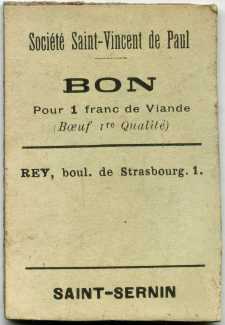 Société Saint-Vincent de Paul
BON
Pour 1 franc de Viande
(Bœuf 1re Qualité)
REY, boul. de Strasbourg. 1.
SAINT-SERNIN